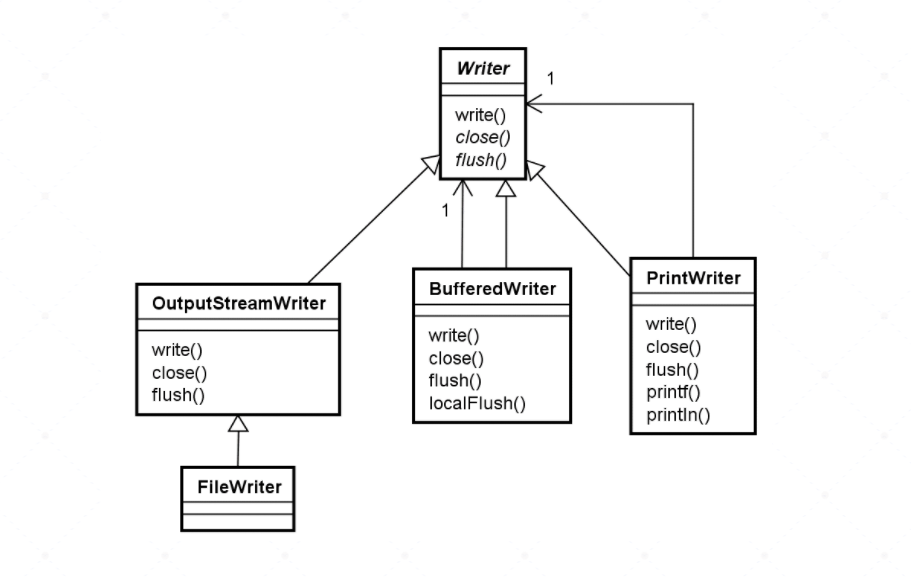 Writer
1
write()
close()
flush()
1
OutputStreamWriter
write()
close()
flush()
BufferedWriter
write()
close()
flush()
localFlush()
PrintWriter
write()
close()
flush()
printf()
println()
FileWriter